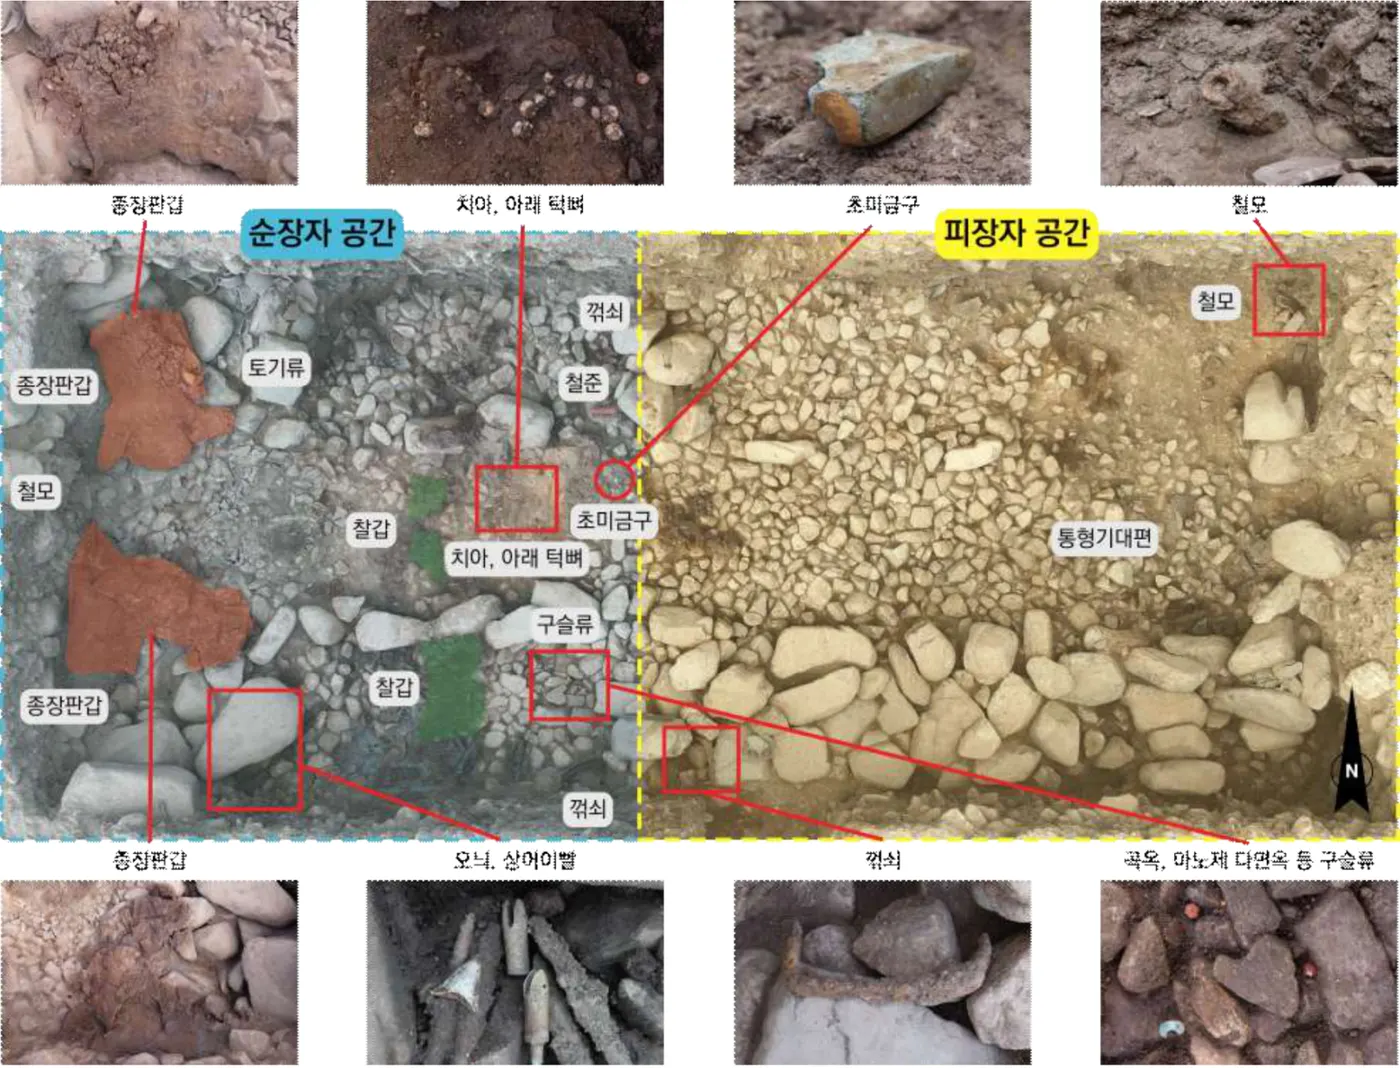 종장판갑
치아, 아래 턱뼈
초미금구
철모
순장자 공간
피장자 공간
꺾쇠
철모
토기류
종장판갑
철준
철모
찰갑
초미금구
치아, 아래 턱뼈
통형기대편
구슬류
찰갑
종장판갑
꺾쇠
N
종장판갑
오늬, 상어이빨
꺾쇠
곡옥, 마노제 다면옥 등 구슬류